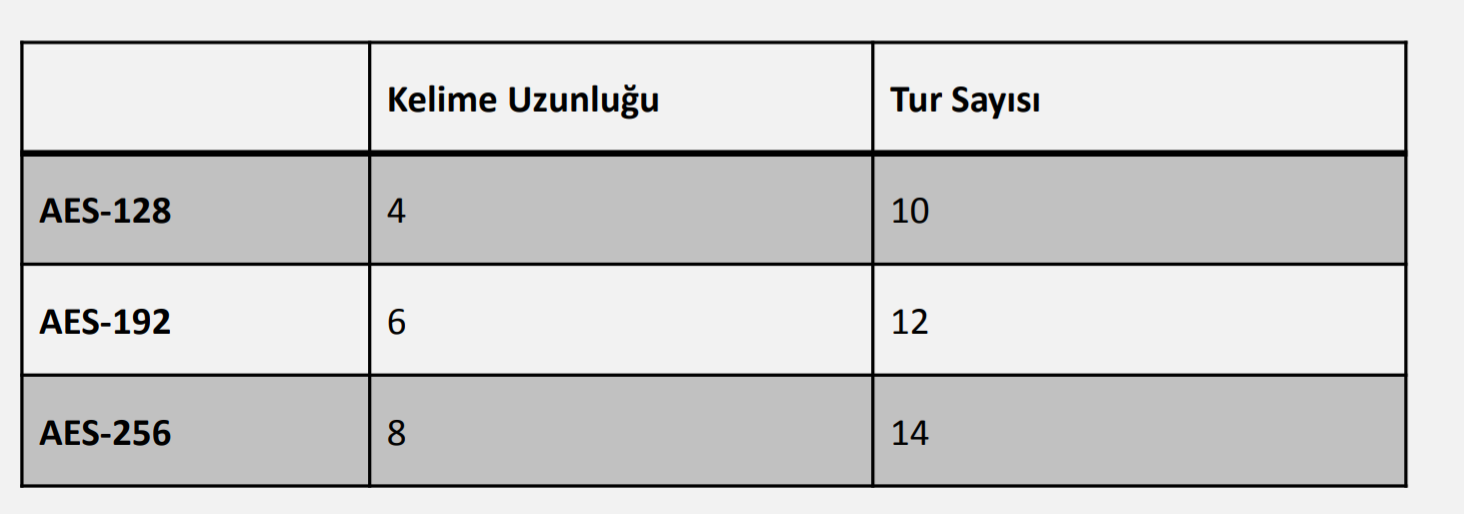 Kelime Uzunluğu Tur Sayısı
AES-128 4 10
AES-192 6 12
AES-256 8 14